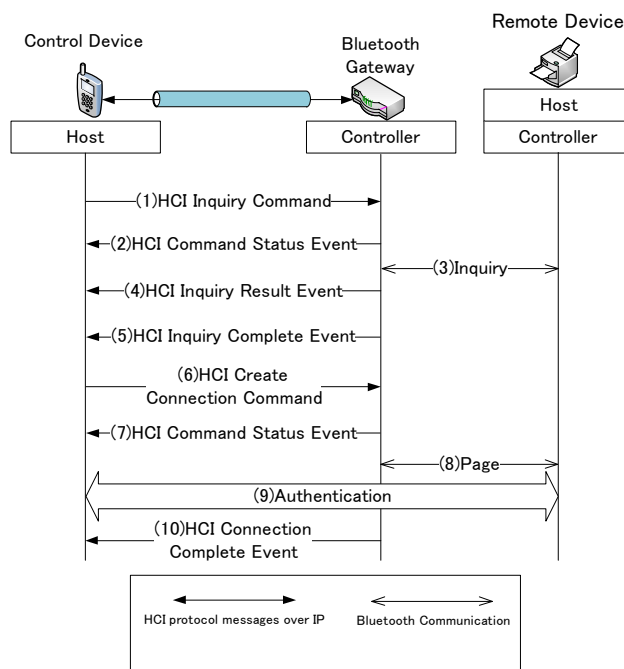 Remote Device
Control Device
Bluetooth
Gateway
Host
Host
Controller
Controller
(1)HCI Inquiry Command
(2)HCI Command Status Event
(3)Inquiry
(4)HCI Inquiry Result Event
(5)HCI Inquiry Complete Event
(6)HCI Create
Connection Command
(7)HCI Command Status Event
(8)Page
(9)Authentication
(10)HCI Connection
Complete Event
HCI protocol messages over IP
Bluetooth Communication